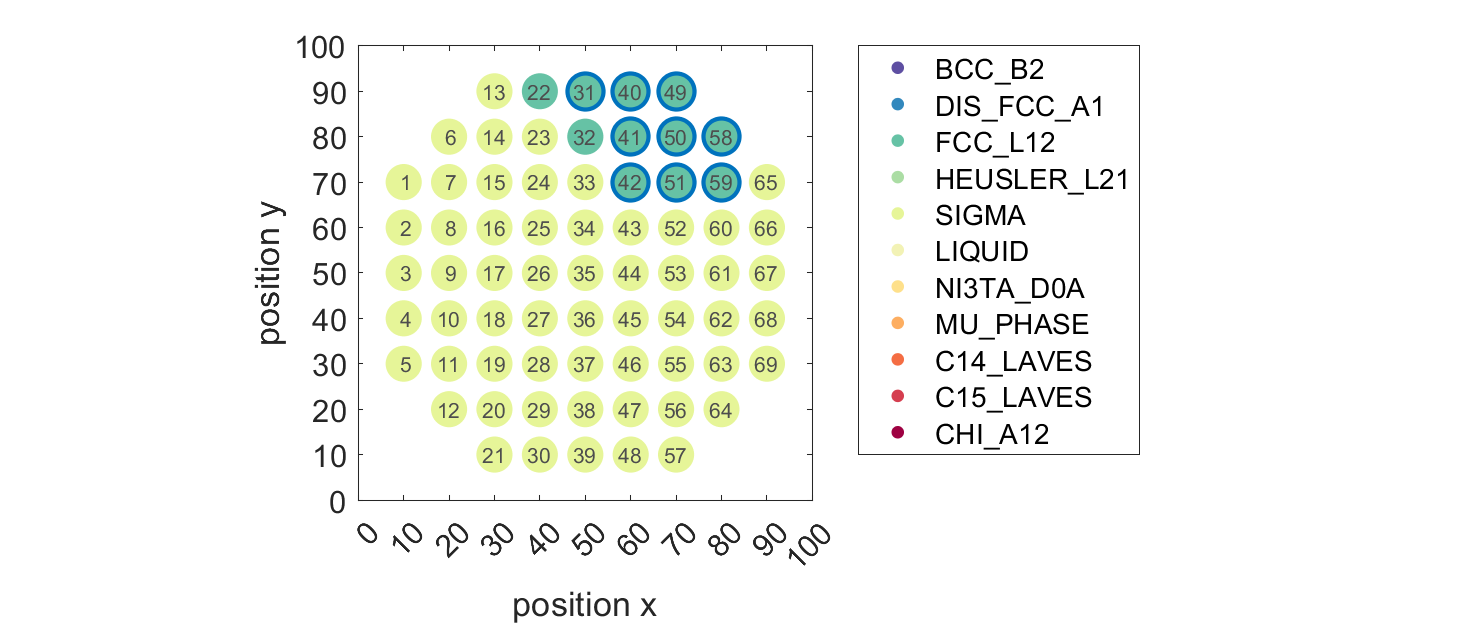 100
90
80
70
60
50
40
30
20
10
0
position y
13 22 31 40 49
6 14 23 32 41 50 58
1 7 15 24 33 42 51 59 65
2 8 16 25 34 43 52 60 66
3 9 17 26 35 44 53 61 67
4 10 18 27 36 45 54 62 68
5 11 19 28 37 46 55 63 69
12 20 29 38 47 56 64
21 30 39 48 57
0 10 20 30 40 50 60 70 80 90 100
position x
BCC_B2
DIS_FCC_A1
FCC_L12
HEUSLER_L21
SIGMA
LIQUID
NI3TA_D0A
MU_PHASE
C14_LAVES
C15_LAVES
CHI_A12